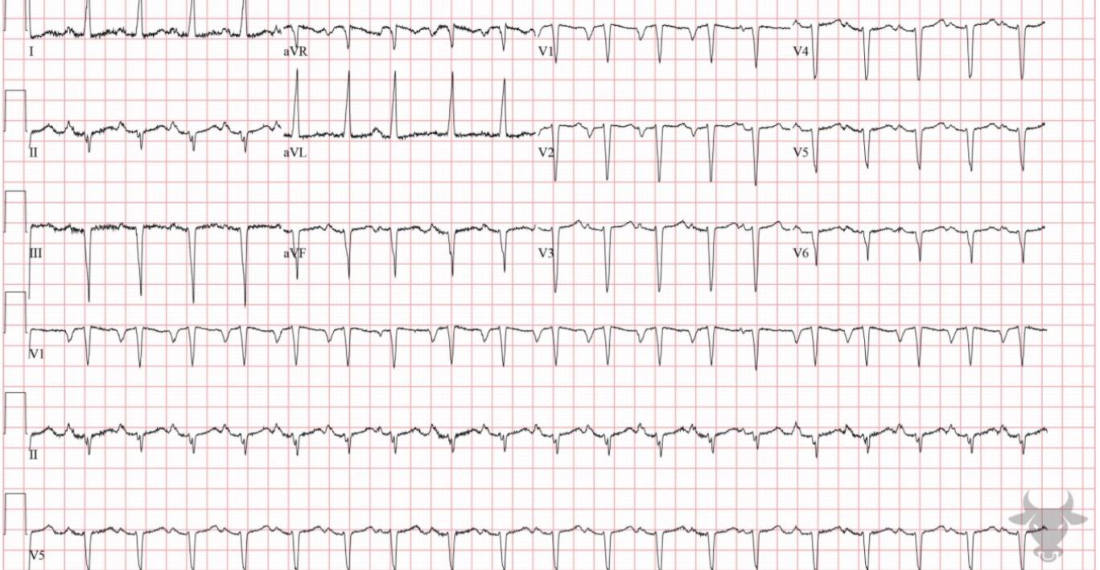 I aVR V1 V4
II aVL V2 V5
III aVF V3 V6
V1
II
V5